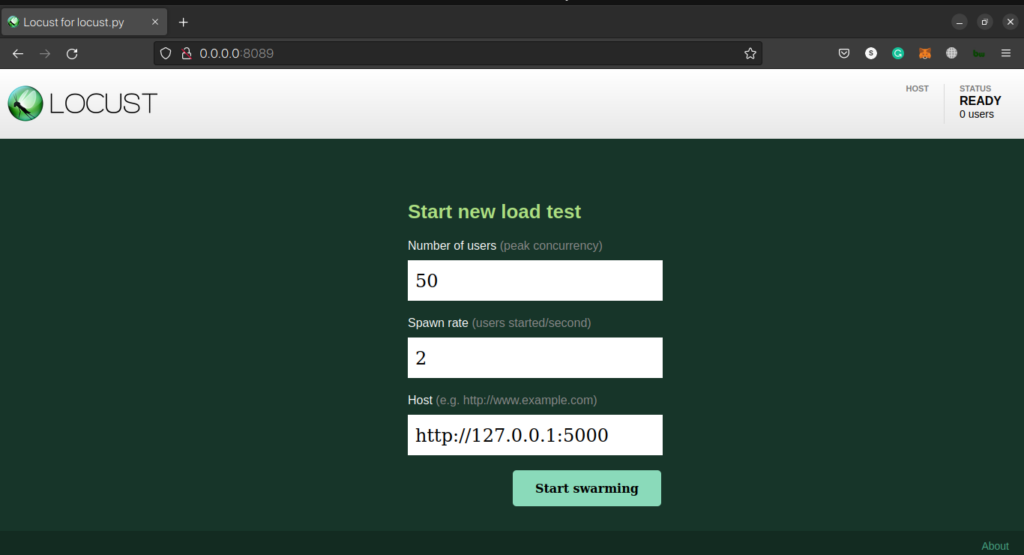 Locust for locust.py
0.0.0.0:8089
LOCUST
HOST
STATUS
READY
0 users
Start new load test
Number of users (peak concurrency)
50
Spawn rate (users started/second)
2
Host (e.g. http://www.example.com)
http://127.0.0.1:5000
Start swarming
About